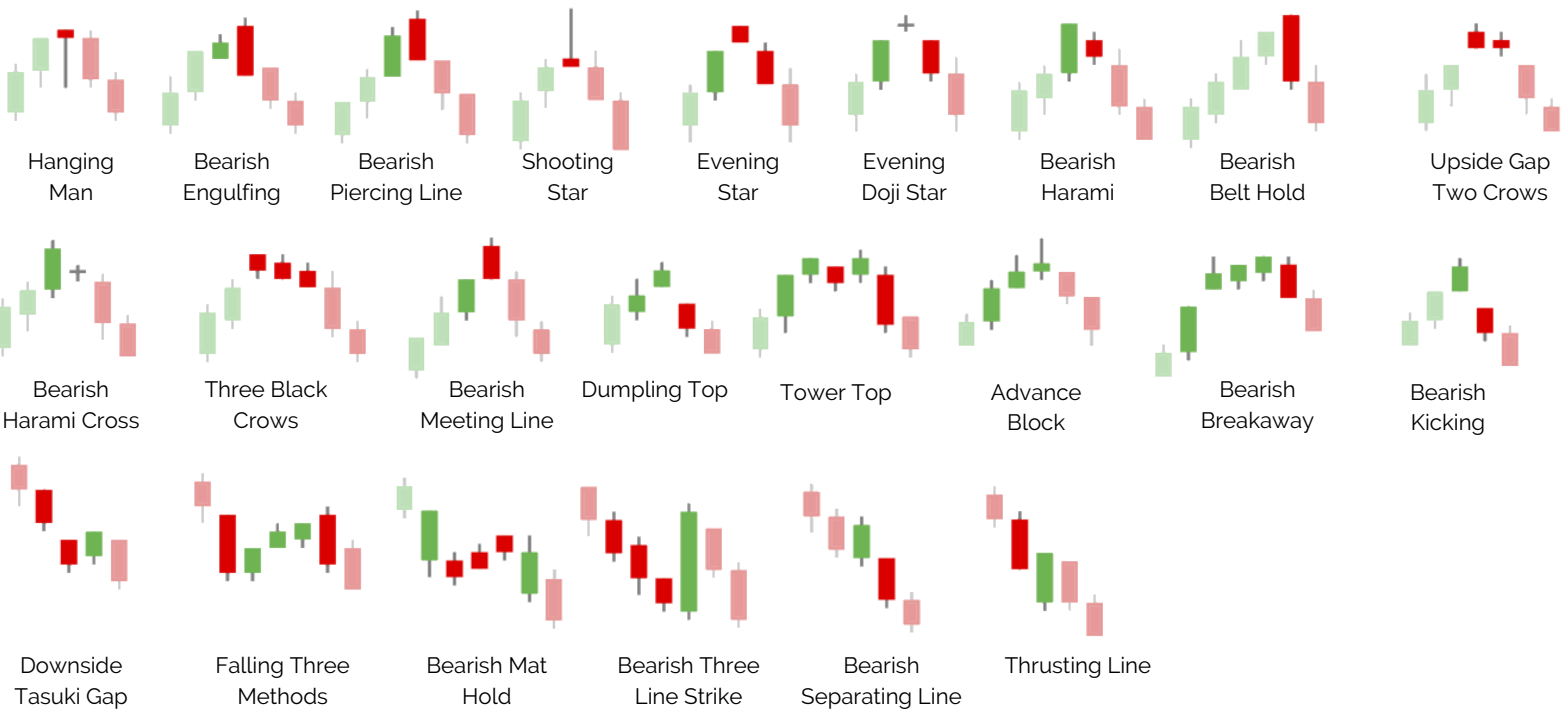 Hanging
Man
Bearish
Engulfing
Bearish
Piercing Line
Shooting
Star
Evening
Star
Evening
Doji Star
Bearish
Harami
Bearish
Belt Hold
Upside Gap
Two Crows
Bearish
Harami Cross
Three Black
Crows
Bearish
Meeting Line
Dumpling Top
Tower Top
Advance
Block
Bearish
Breakaway
Bearish
Kicking
Downside
Tasuki Gap
Falling Three
Methods
Bearish Mat
Hold
Bearish Three
Line Strike
Bearish
Separating Line
Thrusting Line